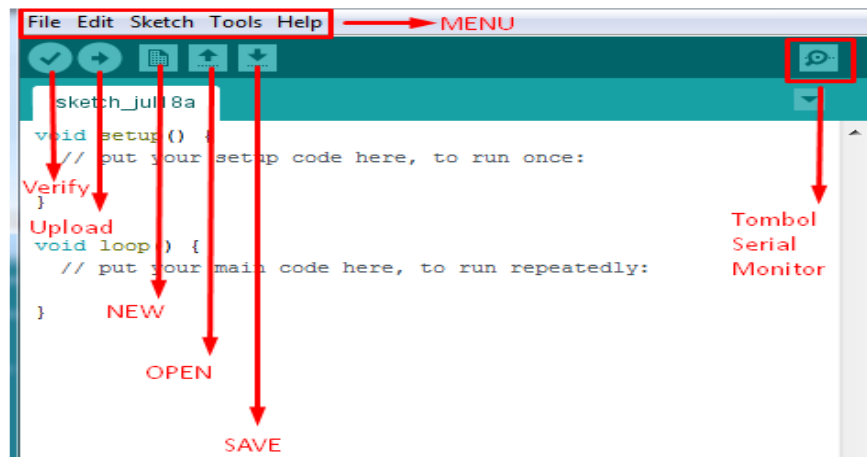 File Edit Sketch Tools Help MENU
sketch_jul18a
void setup() {
// put your setup code here, to run once:
Verify
}
Upload
void loop() {
// put your main code here, to run repeatedly:
} NEW
OPEN
SAVE
Tombol
Serial
Monitor